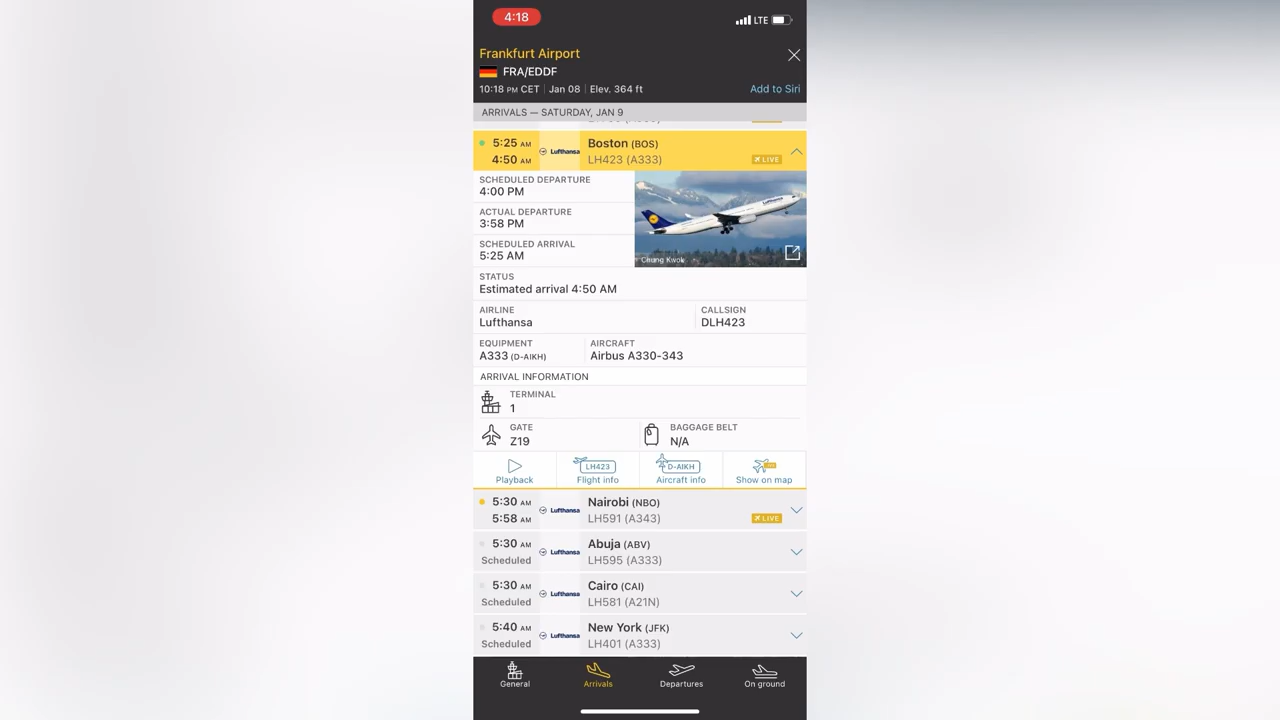 4:18
LTE
Frankfurt Airport
FRA/EDDF
10:18 PM CET | Jan 08 | Elev. 364 ft
Add to Siri
ARRIVALS — SATURDAY, JAN 9
5:25 AM
4:50 AM
Lufthansa
Boston (BOS)
LH423 (A333)
LIVE
SCHEDULED DEPARTURE
4:00 PM
ACTUAL DEPARTURE
3:58 PM
SCHEDULED ARRIVAL
5:25 AM
Lufthansa
Chung Kwok
STATUS
Estimated arrival 4:50 AM
AIRLINE
Lufthansa
CALLSIGN
DLH423
EQUIPMENT
A333 (D-AIKH)
AIRCRAFT
Airbus A330-343
ARRIVAL INFORMATION
TERMINAL
1
GATE
Z19
BAGGAGE BELT
N/A
Playback
LH423
Flight info
D-AIKH
Aircraft info
Show on map
5:30 AM
5:58 AM
Lufthansa
Nairobi (NBO)
LH591 (A343)
LIVE
5:30 AM
Scheduled
Lufthansa
Abuja (ABV)
LH595 (A333)
5:30 AM
Scheduled
Lufthansa
Cairo (CAI)
LH581 (A21N)
5:40 AM
Scheduled
Lufthansa
New York (JFK)
LH401 (A333)
General
Arrivals
Departures
On ground